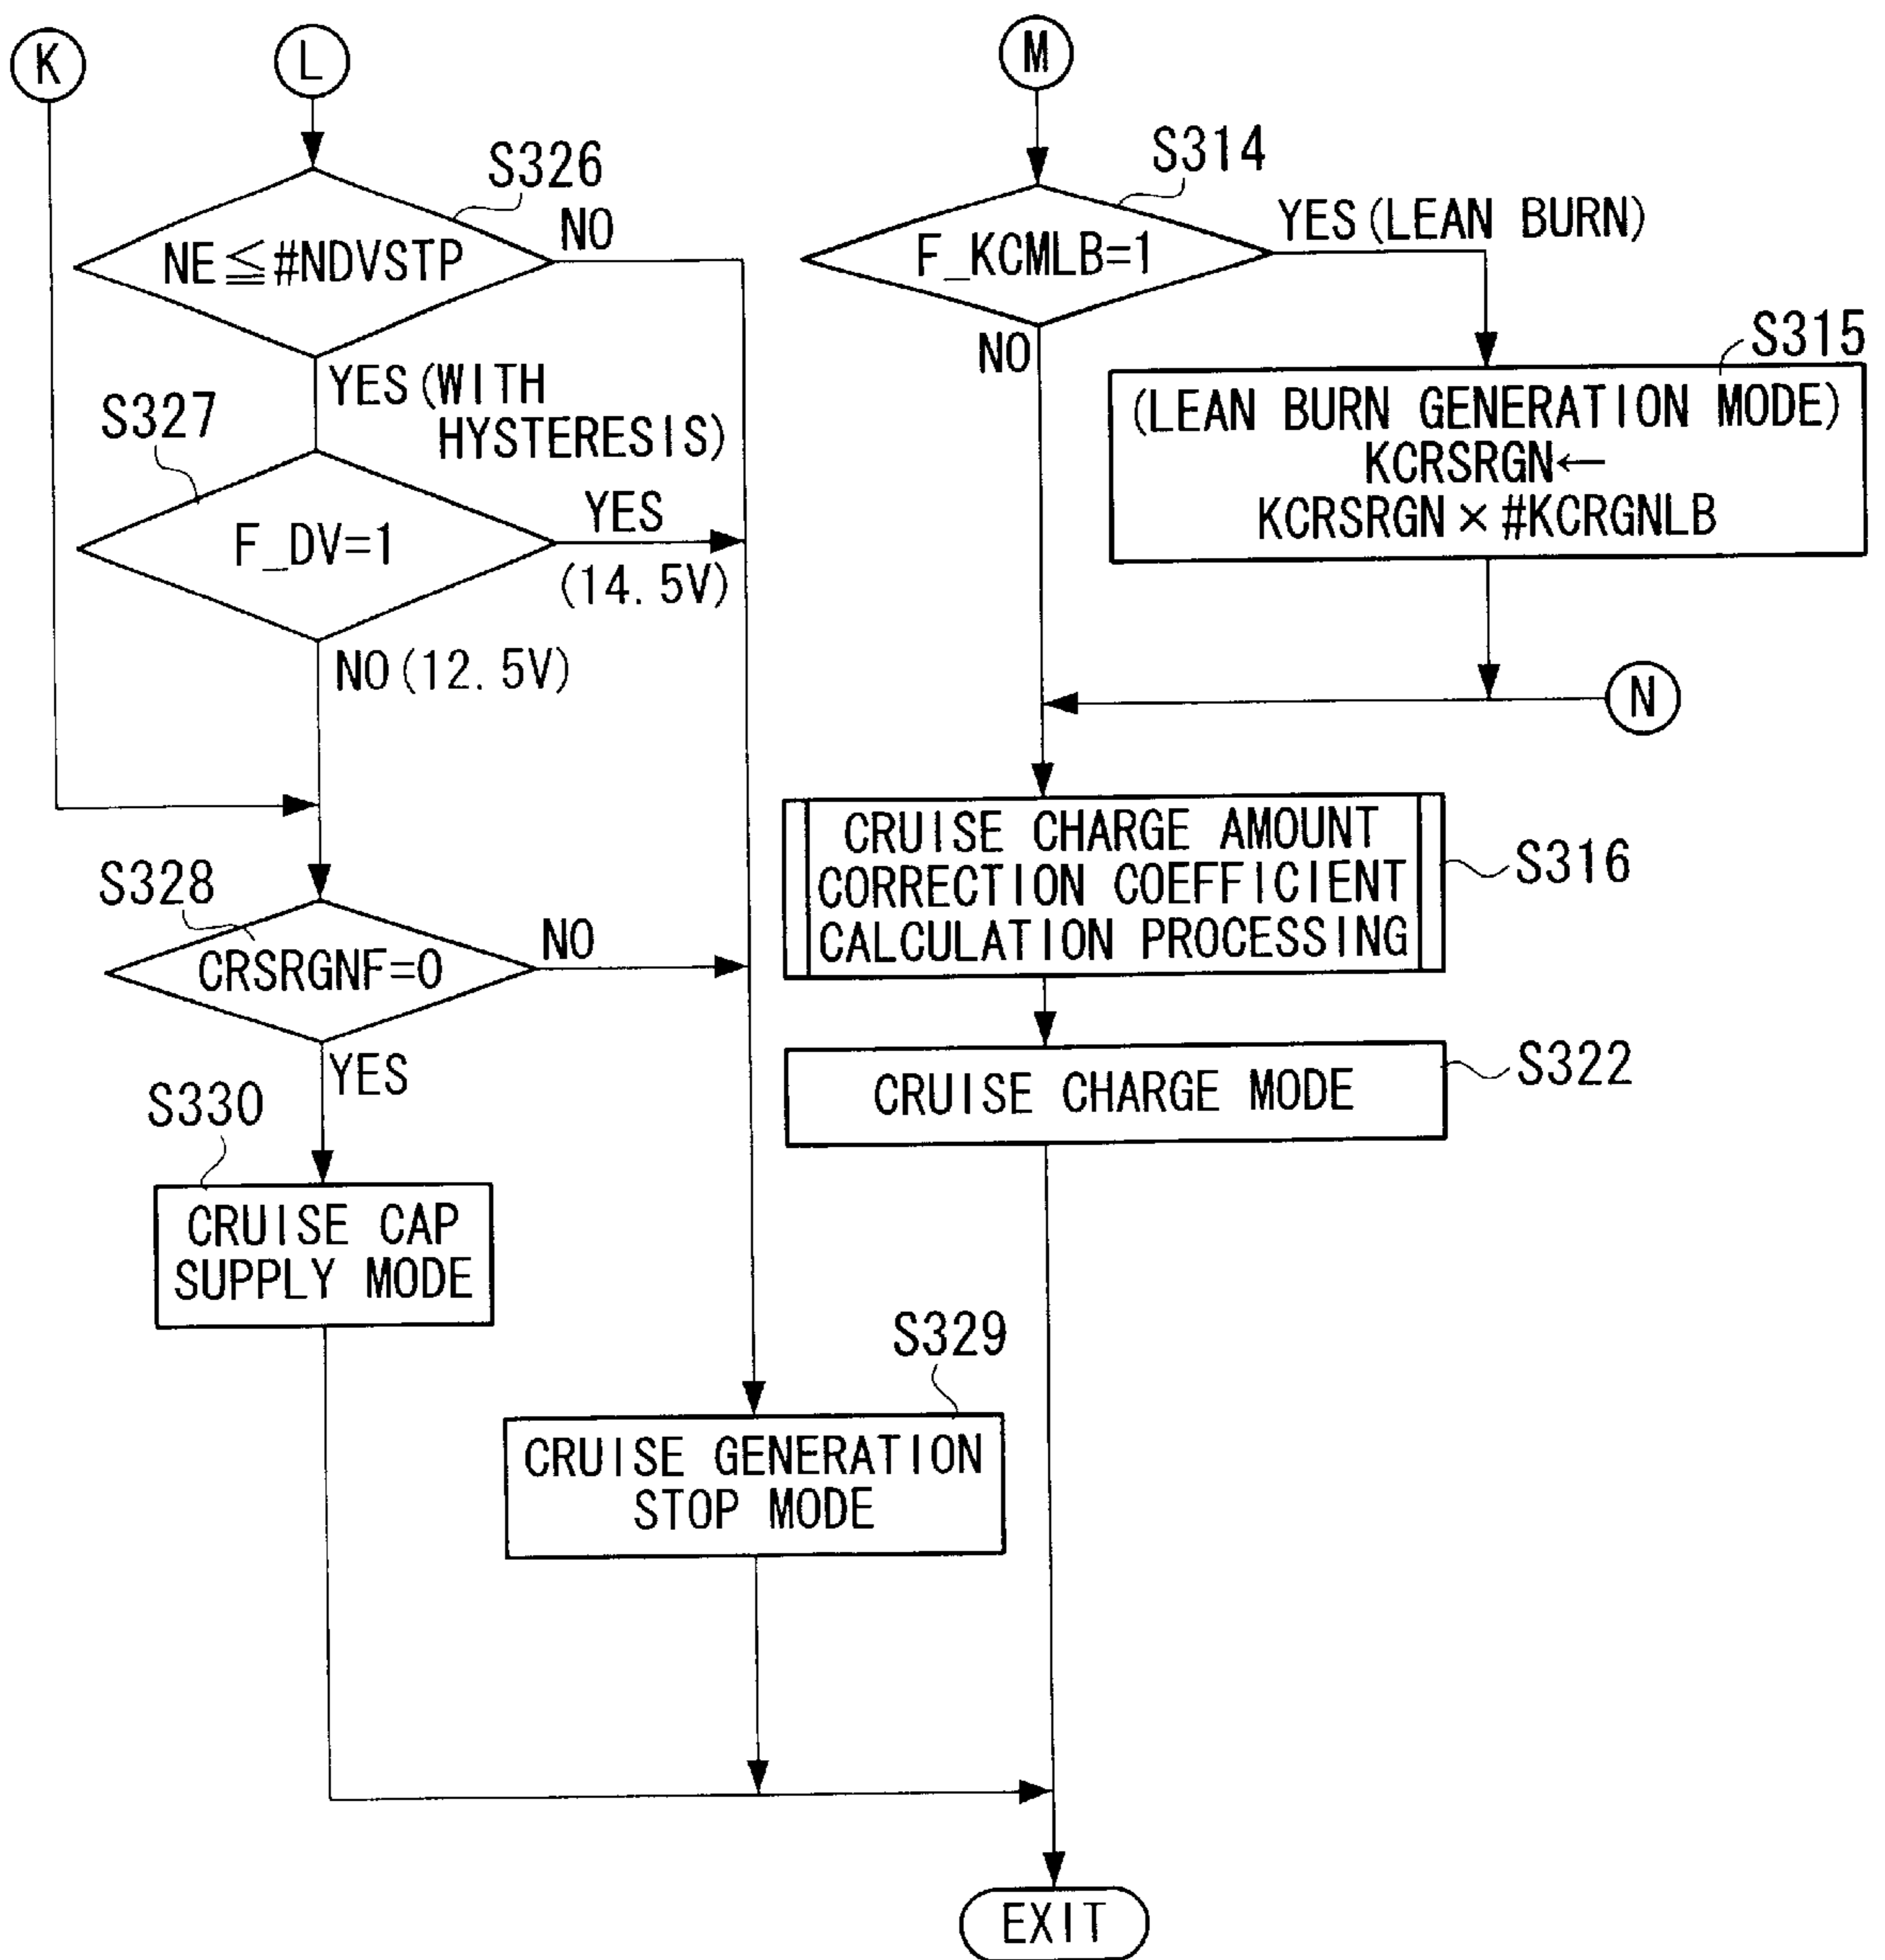 K
L
S326
NE≦#NDVSTP
NO
YES(WITH
HYSTERESIS)
S327
F_DV=1
YES
(14.5V)
NO(12.5V)
S328
CRSRGNF=0
NO
YES
S330
CRUISE CAP
SUPPLY MODE
S329
CRUISE GENERATION
STOP MODE
M
S314
F_KCMLB=1
YES(LEAN BURN)
NO
S315
(LEAN BURN GENERATION MODE)
KCRSRGN←
KCRSRGN×#KCRGNLB
N
CRUISE CHARGE AMOUNT
CORRECTION COEFFICIENT
CALCULATION PROCESSING
S316
CRUISE CHARGE MODE
S322
EXIT